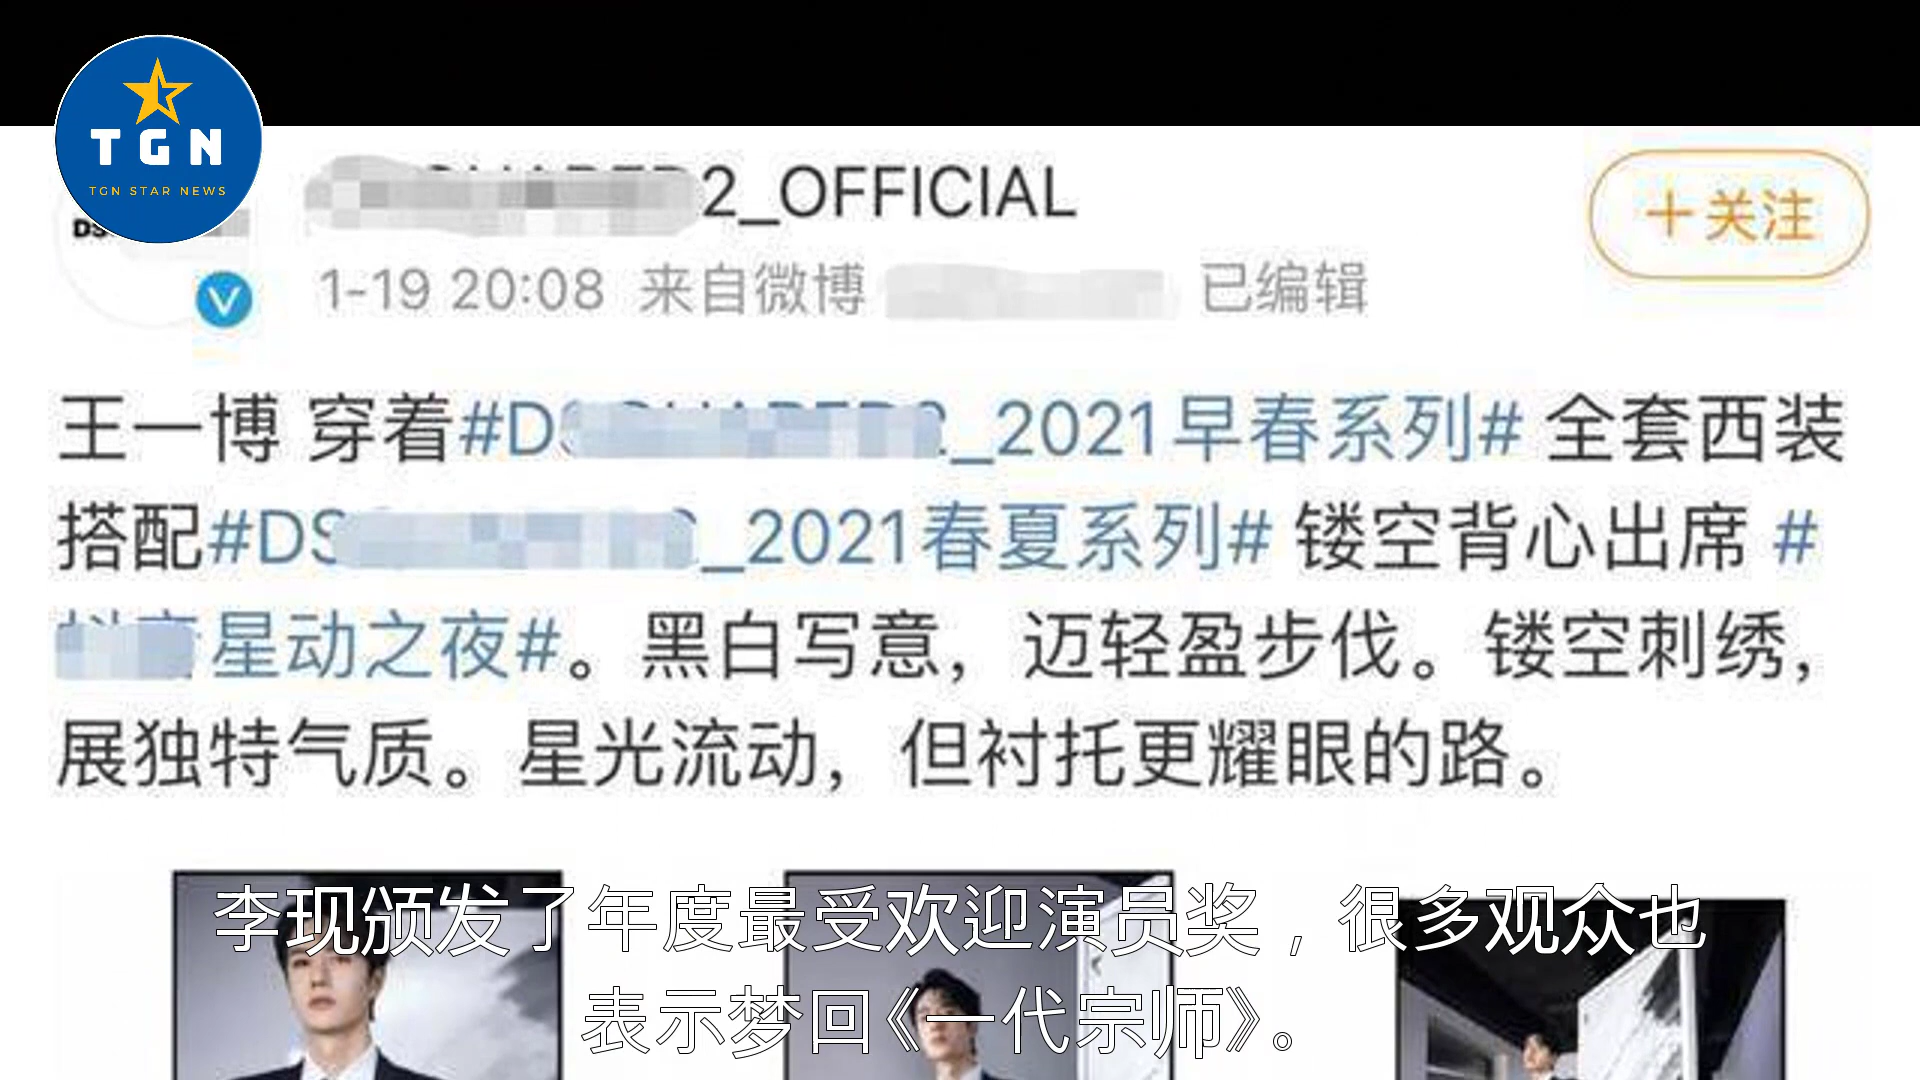 TGN
TGN STAR NEWS
2_OFFICIAL
十关注
1-19 20:08 来自微博 已编辑
王一博 穿着#D _2021早春系列# 全套西装
搭配#DS _2021春夏系列# 镂空背心出席 #
星动之夜#。黑白写意，迈轻盈步伐。镂空刺绣，
展独特气质。星光流动，但衬托更耀眼的路。
李现颁发了年度最受欢迎演员奖，很多观众也
表示梦回《一代宗师》。